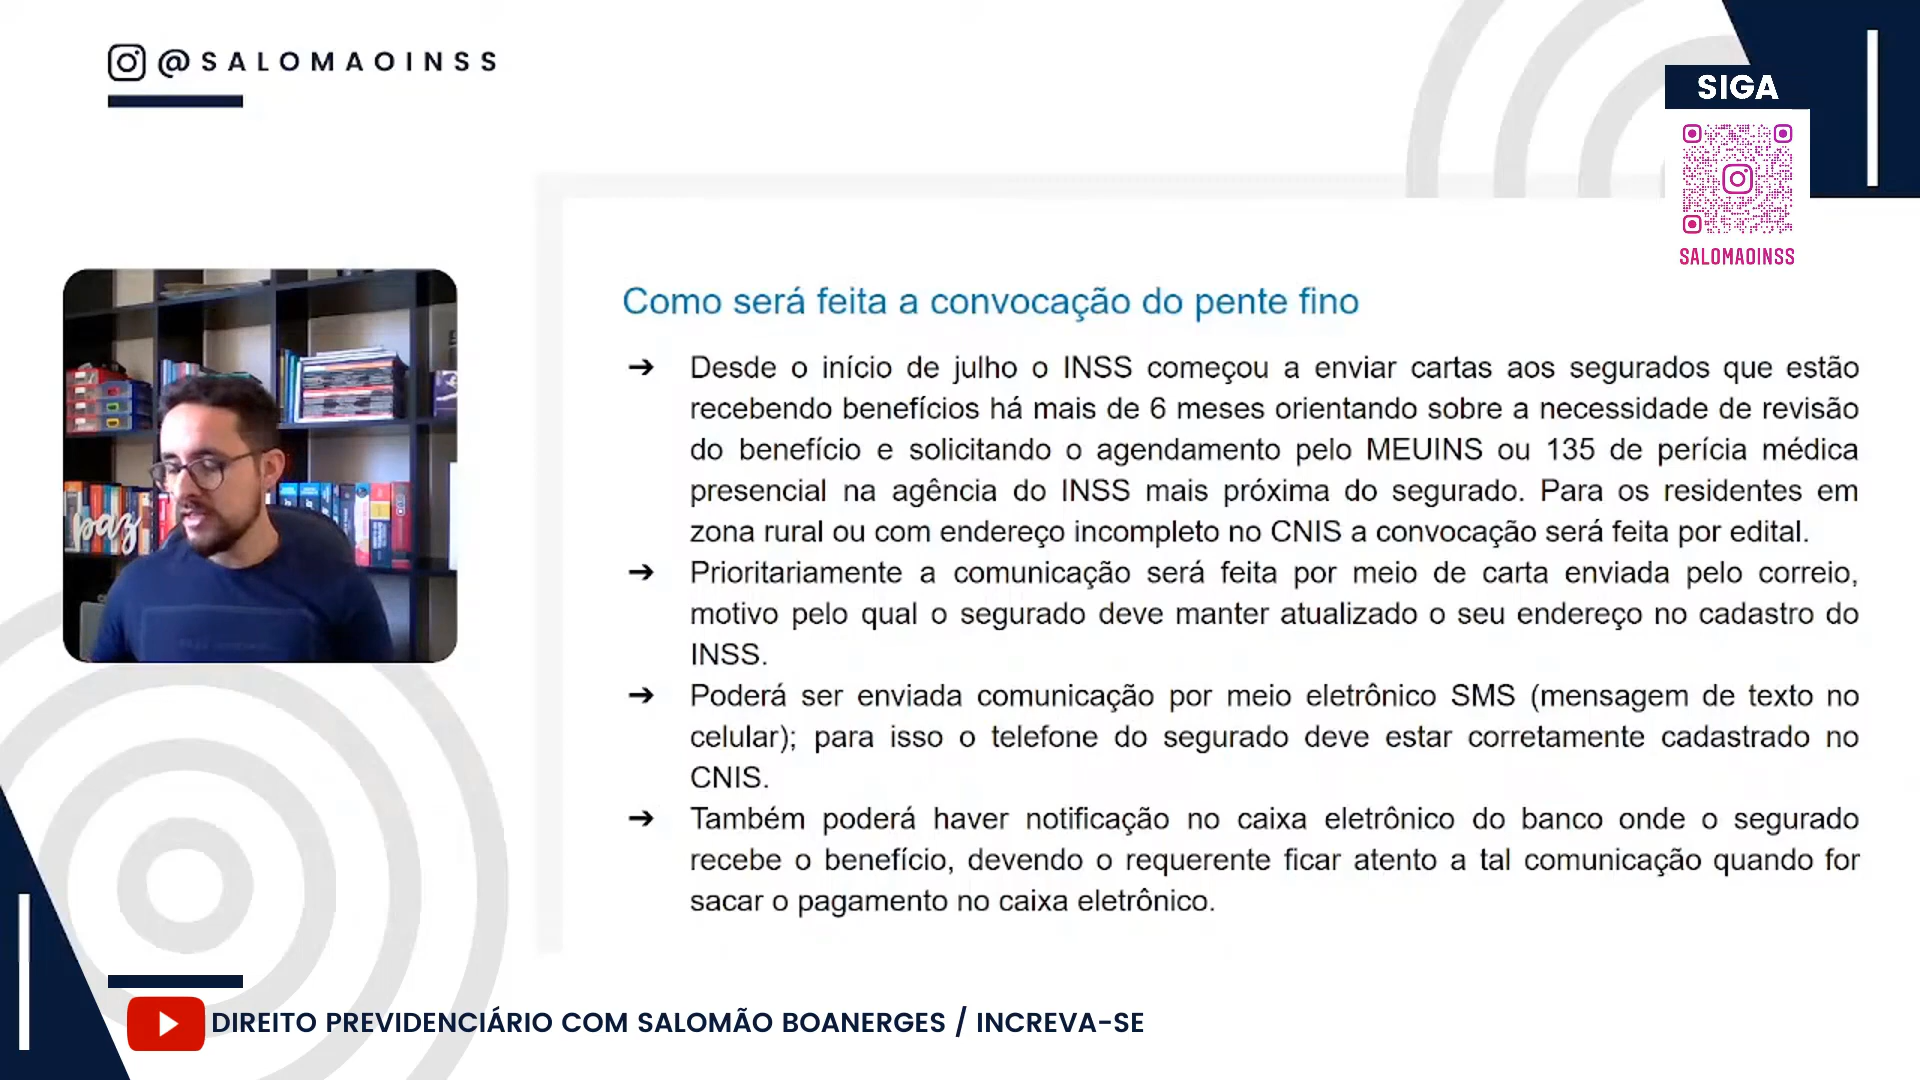 @SALOMAOINSS
SIGA
SALOMAOINSS
paz
Como será feita a convocação do pente fino
➔ Desde o início de julho o INSS começou a enviar cartas aos segurados que estão
recebendo benefícios há mais de 6 meses orientando sobre a necessidade de revisão
do benefício e solicitando o agendamento pelo MEUINS ou 135 de perícia médica
presencial na agência do INSS mais próxima do segurado. Para os residentes em
zona rural ou com endereço incompleto no CNIS a convocação será feita por edital.
➔ Prioritariamente a comunicação será feita por meio de carta enviada pelo correio,
motivo pelo qual o segurado deve manter atualizado o seu endereço no cadastro do
INSS.
➔ Poderá ser enviada comunicação por meio eletrônico SMS (mensagem de texto no
celular); para isso o telefone do segurado deve estar corretamente cadastrado no
CNIS.
➔ Também poderá haver notificação no caixa eletrônico do banco onde o segurado
recebe o benefício, devendo o requerente ficar atento a tal comunicação quando for
sacar o pagamento no caixa eletrônico.
DIREITO PREVIDENCIÁRIO COM SALOMÃO BOANERGES / INCREVA-SE